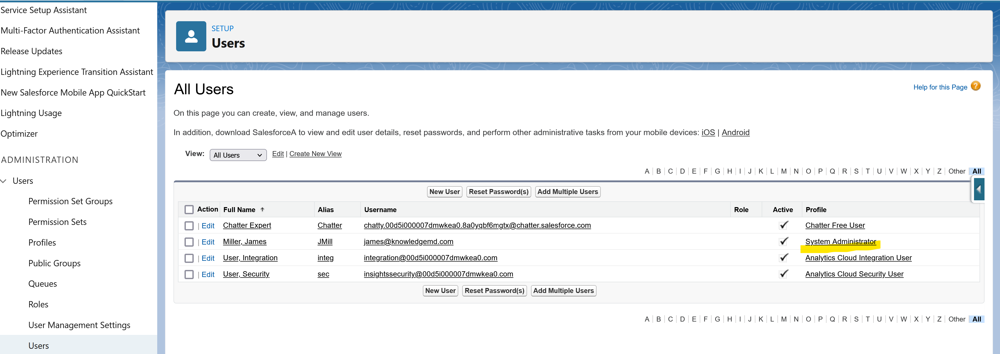 Service Setup Assistant
Multi-Factor Authentication Assistant
Release Updates
Lightning Experience Transition Assistant
New Salesforce Mobile App QuickStart
Lightning Usage
Optimizer
ADMINISTRATION
Users
Permission Set Groups
Permission Sets
Profiles
Public Groups
Queues
Roles
User Management Settings
Users
SETUP
Users
All Users
Help for this Page ?
On this page you can create, view, and manage users.
In addition, download SalesforceA to view and edit user details, reset passwords, and perform other administrative tasks from your mobile devices: iOS | Android
View: All Users Edit | Create New View
A | B | C | D | E | F | G | H | I | J | K | L | M | N | O | P | Q | R | S | T | U | V | W | X | Y | Z | Other | All
New User Reset Password(s) Add Multiple Users
Action Full Name ↑ Alias Username Role Active Profile
| Edit Chatter Expert Chatter chatty.00d5i000007dmwkea0.8a0yqbf6mgtx@chatter.salesforce.com Chatter Free User
| Edit Miller, James JMill james@knowledgemd.com System Administrator
| Edit User, Integration integ integration@00d5i000007dmwkea0.com Analytics Cloud Integration User
| Edit User, Security sec insightssecurity@00d5i000007dmwkea0.com Analytics Cloud Security User
New User Reset Password(s) Add Multiple Users
A | B | C | D | E | F | G | H | I | J | K | L | M | N | O | P | Q | R | S | T | U | V | W | X | Y | Z | Other | All